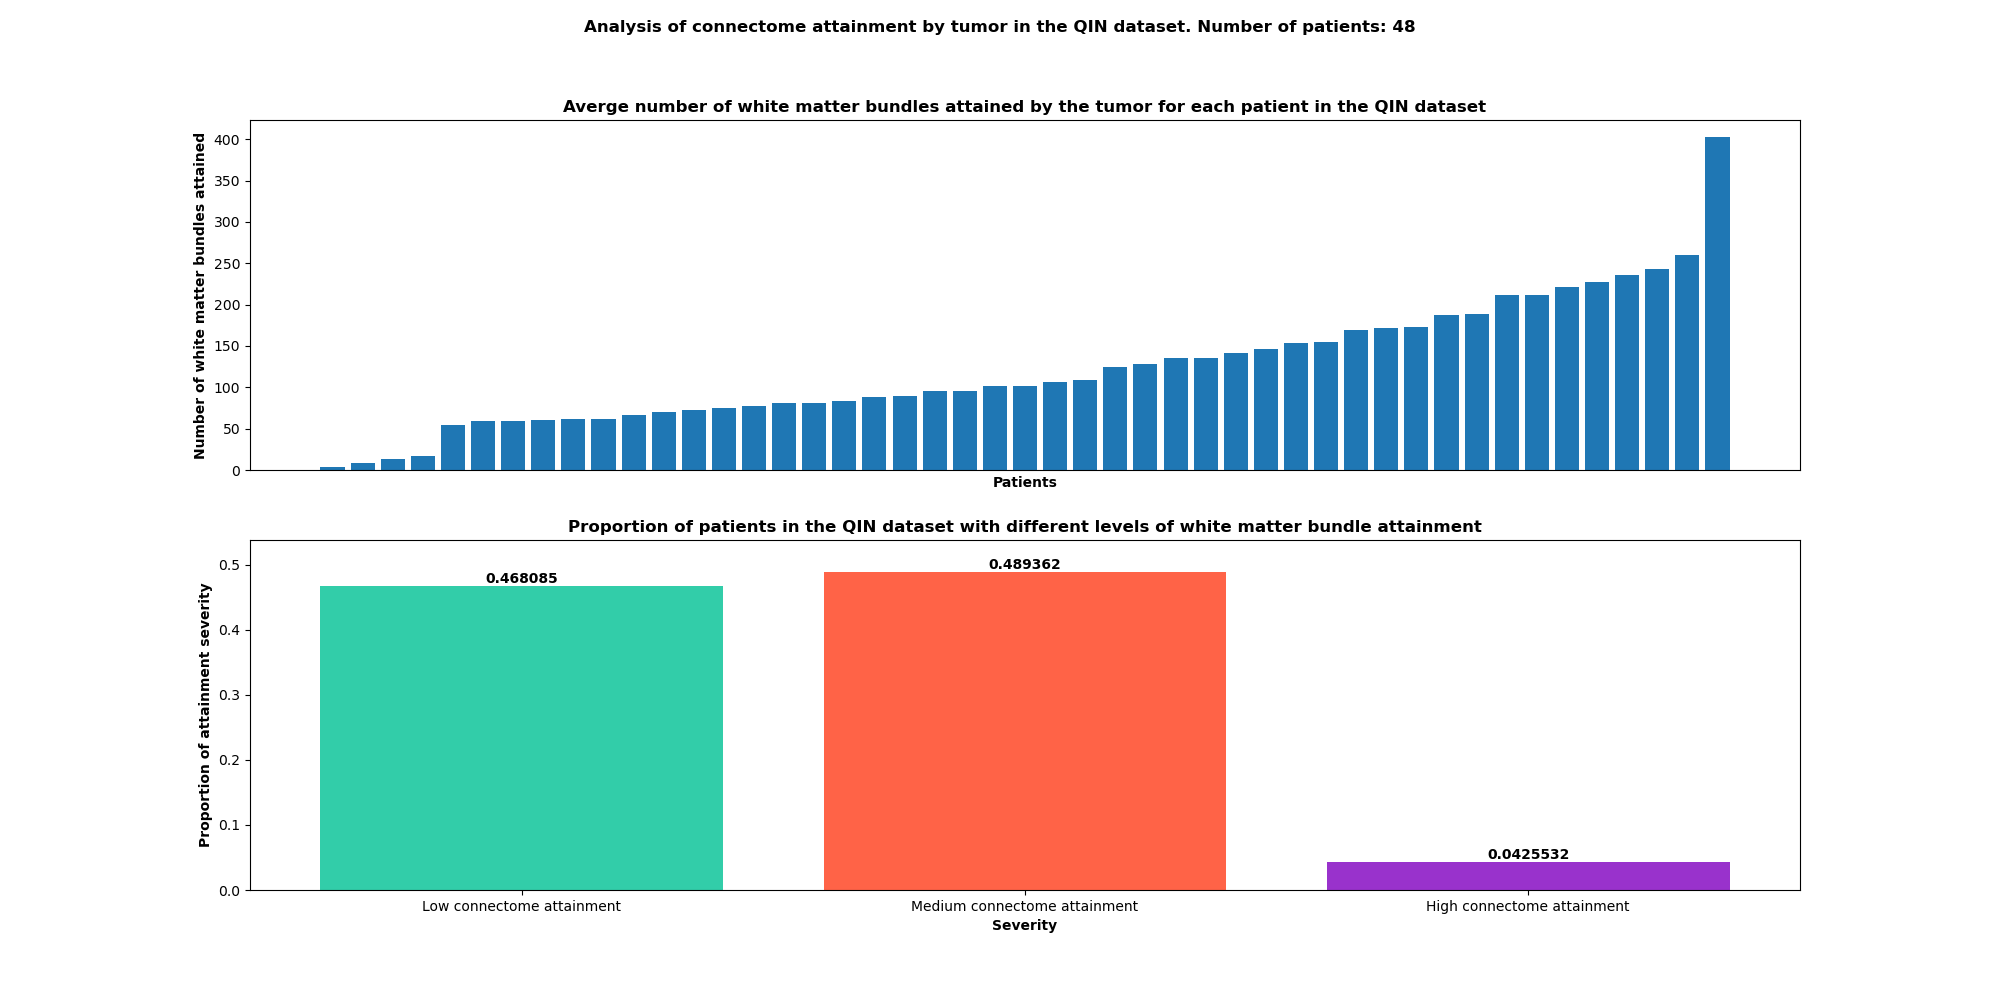 Analysis of connectome attainment by tumor in the QIN dataset. Number of patients: 48
Averge number of white matter bundles attained by the tumor for each patient in the QIN dataset
Number of white matter bundles attained
400
350
300
250
200
150
100
50
0
Patients
Proportion of patients in the QIN dataset with different levels of white matter bundle attainment
Proportion of attainment severity
0.5
0.4
0.3
0.2
0.1
0.0
0.468085
0.489362
0.0425532
Low connectome attainment
Medium connectome attainment
High connectome attainment
Severity